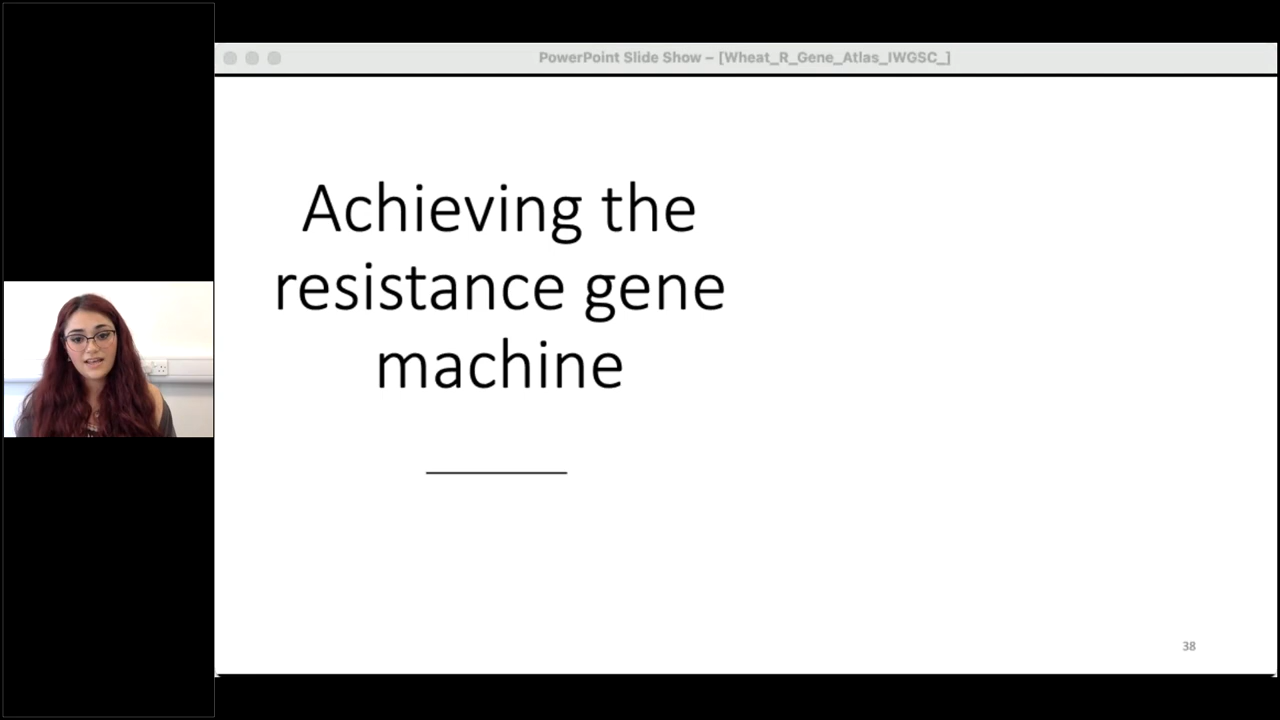 PowerPoint Slide Show – [Wheat_R_Gene_Atlas_IWGSC_]
Achieving the
resistance gene
machine
38